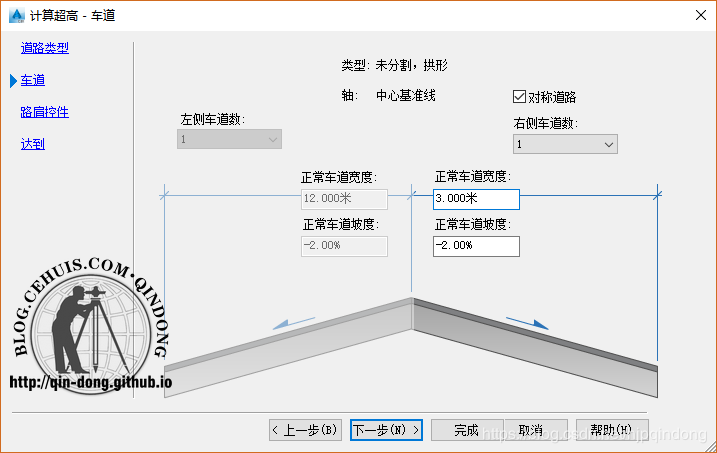 计算超高 - 车道
道路类型
车道
路肩控件
达到
类型: 未分割，拱形
轴: 中心基准线
对称道路
左侧车道数:
1
右侧车道数:
1
正常车道宽度:
12.000米
正常车道宽度:
3.000米
正常车道坡度:
-2.00%
正常车道坡度:
-2.00%
BLOG.CEHUIS.COM·QINDONG
http://qin-dong.github.io
< 上一步(B)
下一步(N) >
完成
取消
帮助(H)